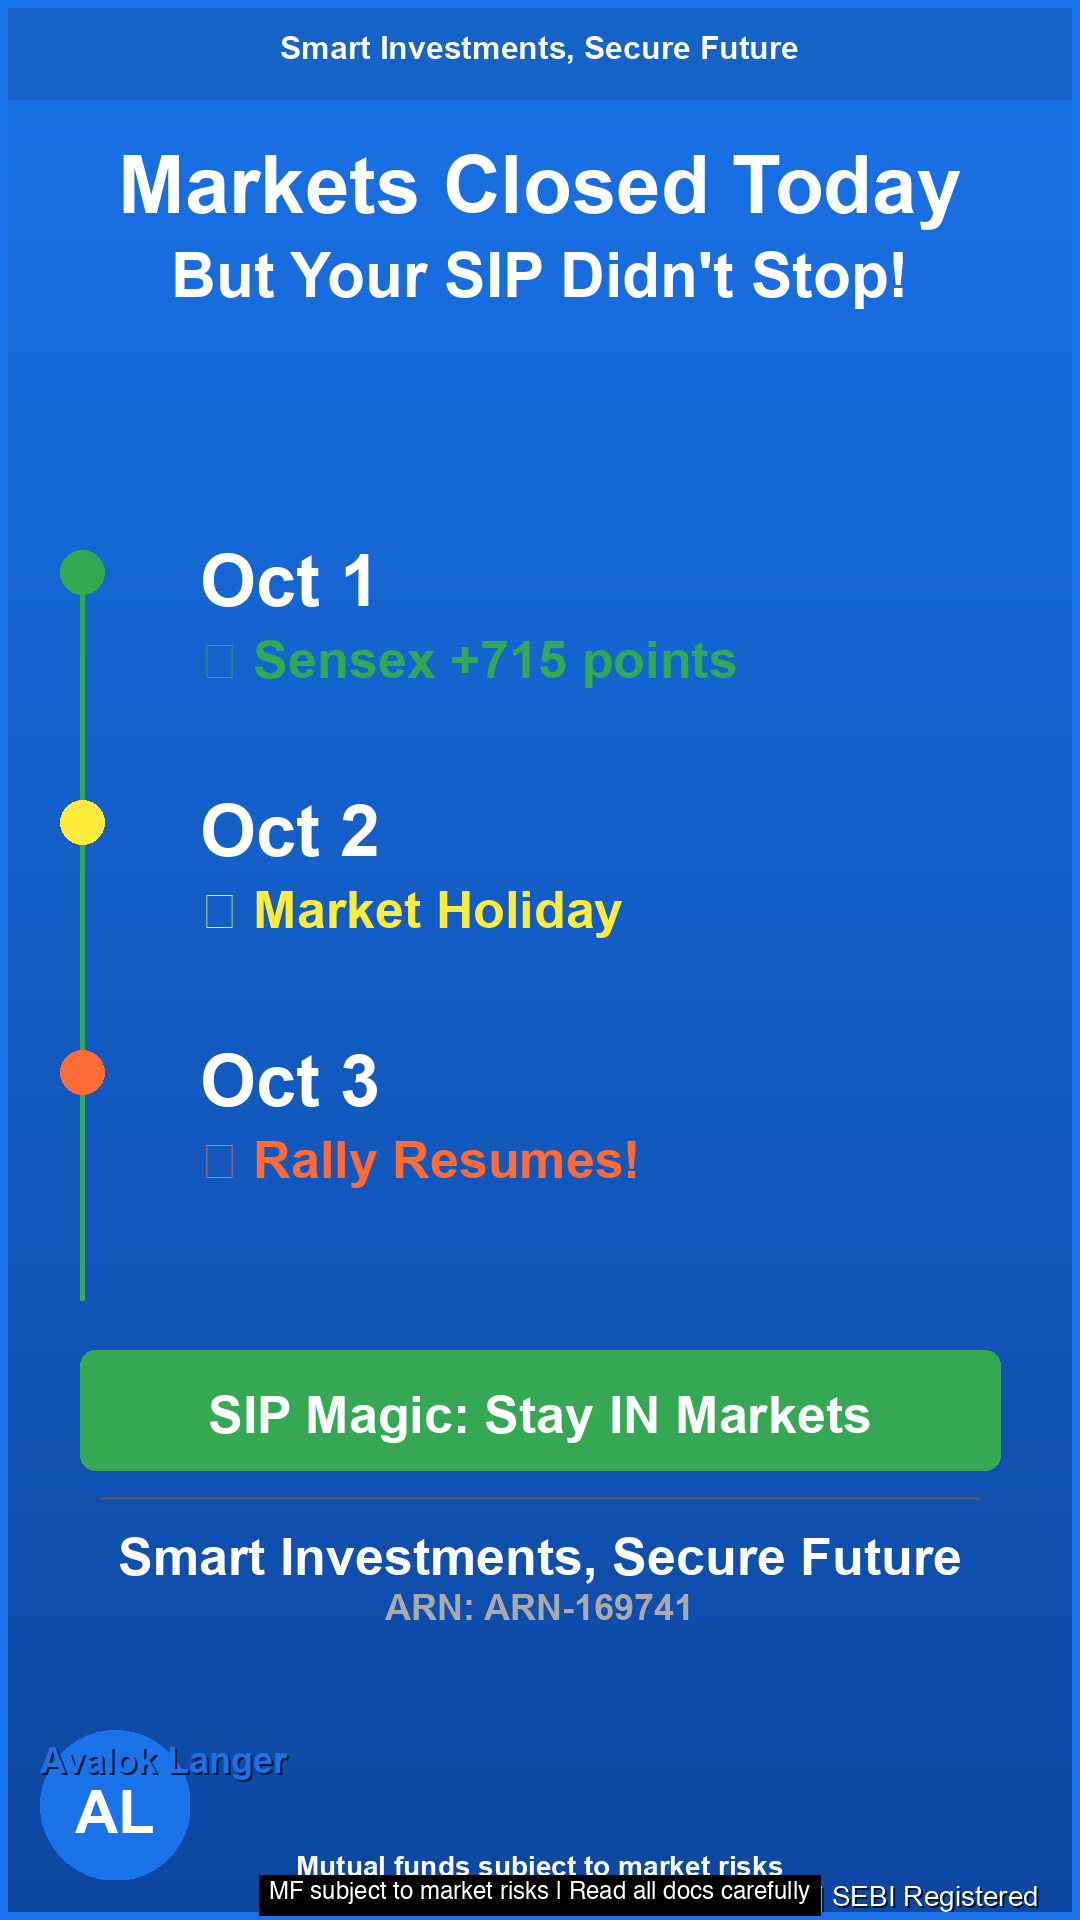 Smart Investments, Secure Future
Markets Closed Today
But Your SIP Didn't Stop!
Oct 1
Sensex +715 points
Oct 2
Market Holiday
Oct 3
Rally Resumes!
SIP Magic: Stay IN Markets
Smart Investments, Secure Future
ARN: ARN-169741
Avalok Langer
AL
Mutual funds subject to market risks
MF subject to market risks | Read all docs carefully
| SEBI Registered